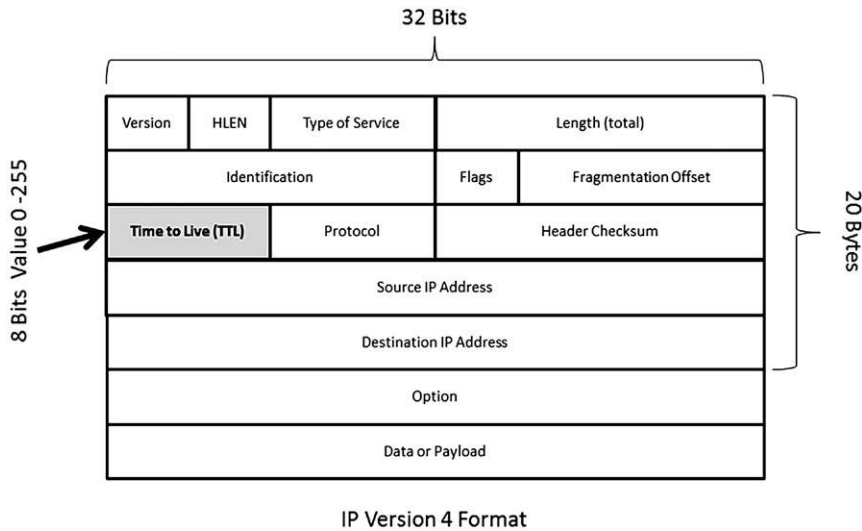 32 Bits
Version HLEN Type of Service Length (total)
Identification Flags Fragmentation Offset
Time to Live (TTL) Protocol Header Checksum
Source IP Address
Destination IP Address
Option
Data or Payload
8 Bits Value 0 -255
20 Bytes
IP Version 4 Format